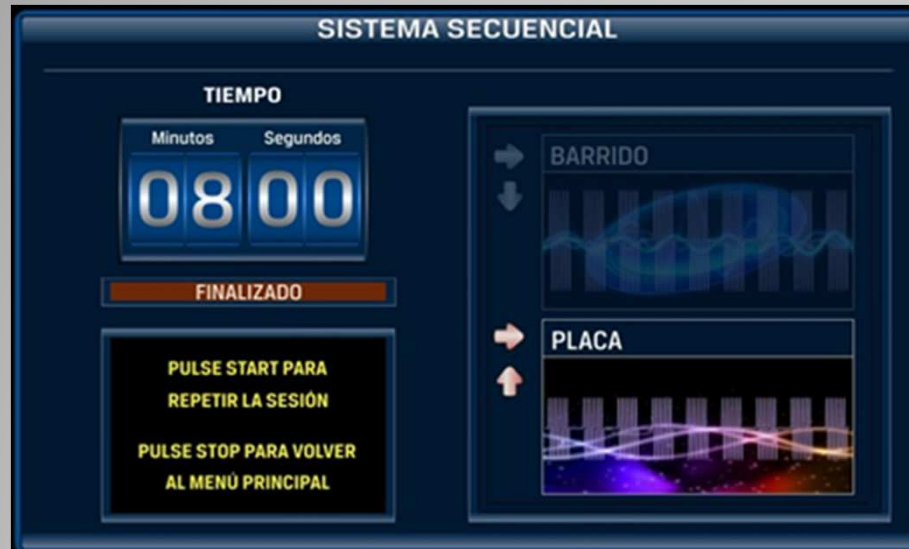 SISTEMA SECUENCIAL
TIEMPO
Minutos Segundos
08 00
FINALIZADO
PULSE START PARA
REPETIR LA SESIÓN
PULSE STOP PARA VOLVER
AL MENÚ PRINCIPAL
BARRIDO
PLACA